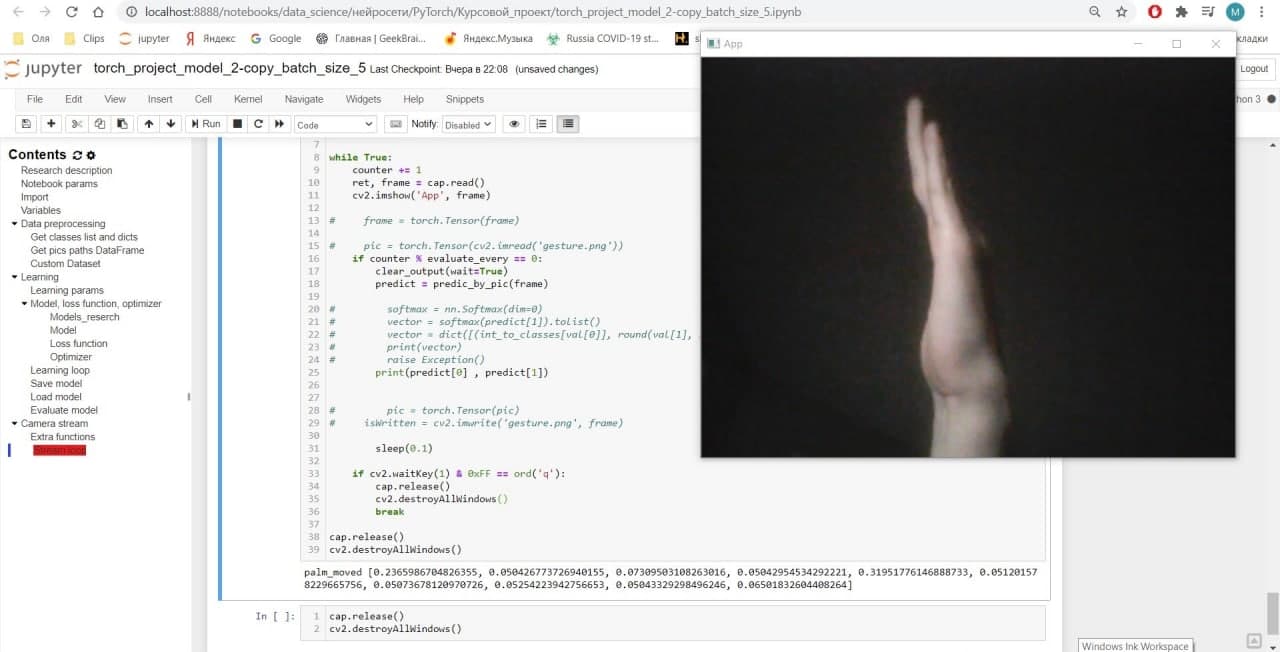 localhost:8888/notebooks/data_science/нейросети/PyTorch/Курсовой_проект/torch_project_model_2-copy_batch_size_5.ipynb
M
Оля Clips jupyter Яндекс Google Главная | GeekBrai... Яндекс.Музыка Russia COVID-19 st... кладки
App
jupyter torch_project_model_2-copy_batch_size_5 Last Checkpoint: Вчера в 22:08 (unsaved changes) Logout
File Edit View Insert Cell Kernel Navigate Widgets Help Snippets hon 3
Run Code Notify: Disabled
Contents
Research description
Notebook params
Import
Variables
Data preprocessing
Get classes list and dicts
Get pics paths DataFrame
Custom Dataset
Learning
Learning params
Model, loss function, optimizer
Models_reserch
Model
Loss function
Optimizer
Learning loop
Save model
Load model
Evaluate model
Camera stream
Extra functions
7
8 while True:
9     counter += 1
10     ret, frame = cap.read()
11     cv2.imshow('App', frame)
12
13 #     frame = torch.Tensor(frame)
14
15 #     pic = torch.Tensor(cv2.imread('gesture.png'))
16     if counter % evaluate_every == 0:
17         clear_output(wait=True)
18         predict = predic_by_pic(frame)
19
20 #         softmax = nn.Softmax(dim=0)
21 #         vector = softmax(predict[1]).tolist()
22 #         vector = dict([(int_to_classes[val[0]], round(val[1],
23 #         print(vector)
24 #         raise Exception()
25         print(predict[0] , predict[1])
26
27
28 #         pic = torch.Tensor(pic)
29 #     isWritten = cv2.imwrite('gesture.png', frame)
30
31         sleep(0.1)
32
33     if cv2.waitKey(1) & 0xFF == ord('q'):
34         cap.release()
35         cv2.destroyAllWindows()
36         break
37
38 cap.release()
39 cv2.destroyAllWindows()
palm_moved [0.2365986704826355, 0.050426773726940155, 0.07309503108263016, 0.05042954534292221, 0.31951776146888733, 0.05120157
8229665756, 0.05073678120970726, 0.05254223942756653, 0.05043329298496246, 0.06501832604408264]
In [ ]: 1 cap.release()
2 cv2.destroyAllWindows()
Windows Ink Workspace